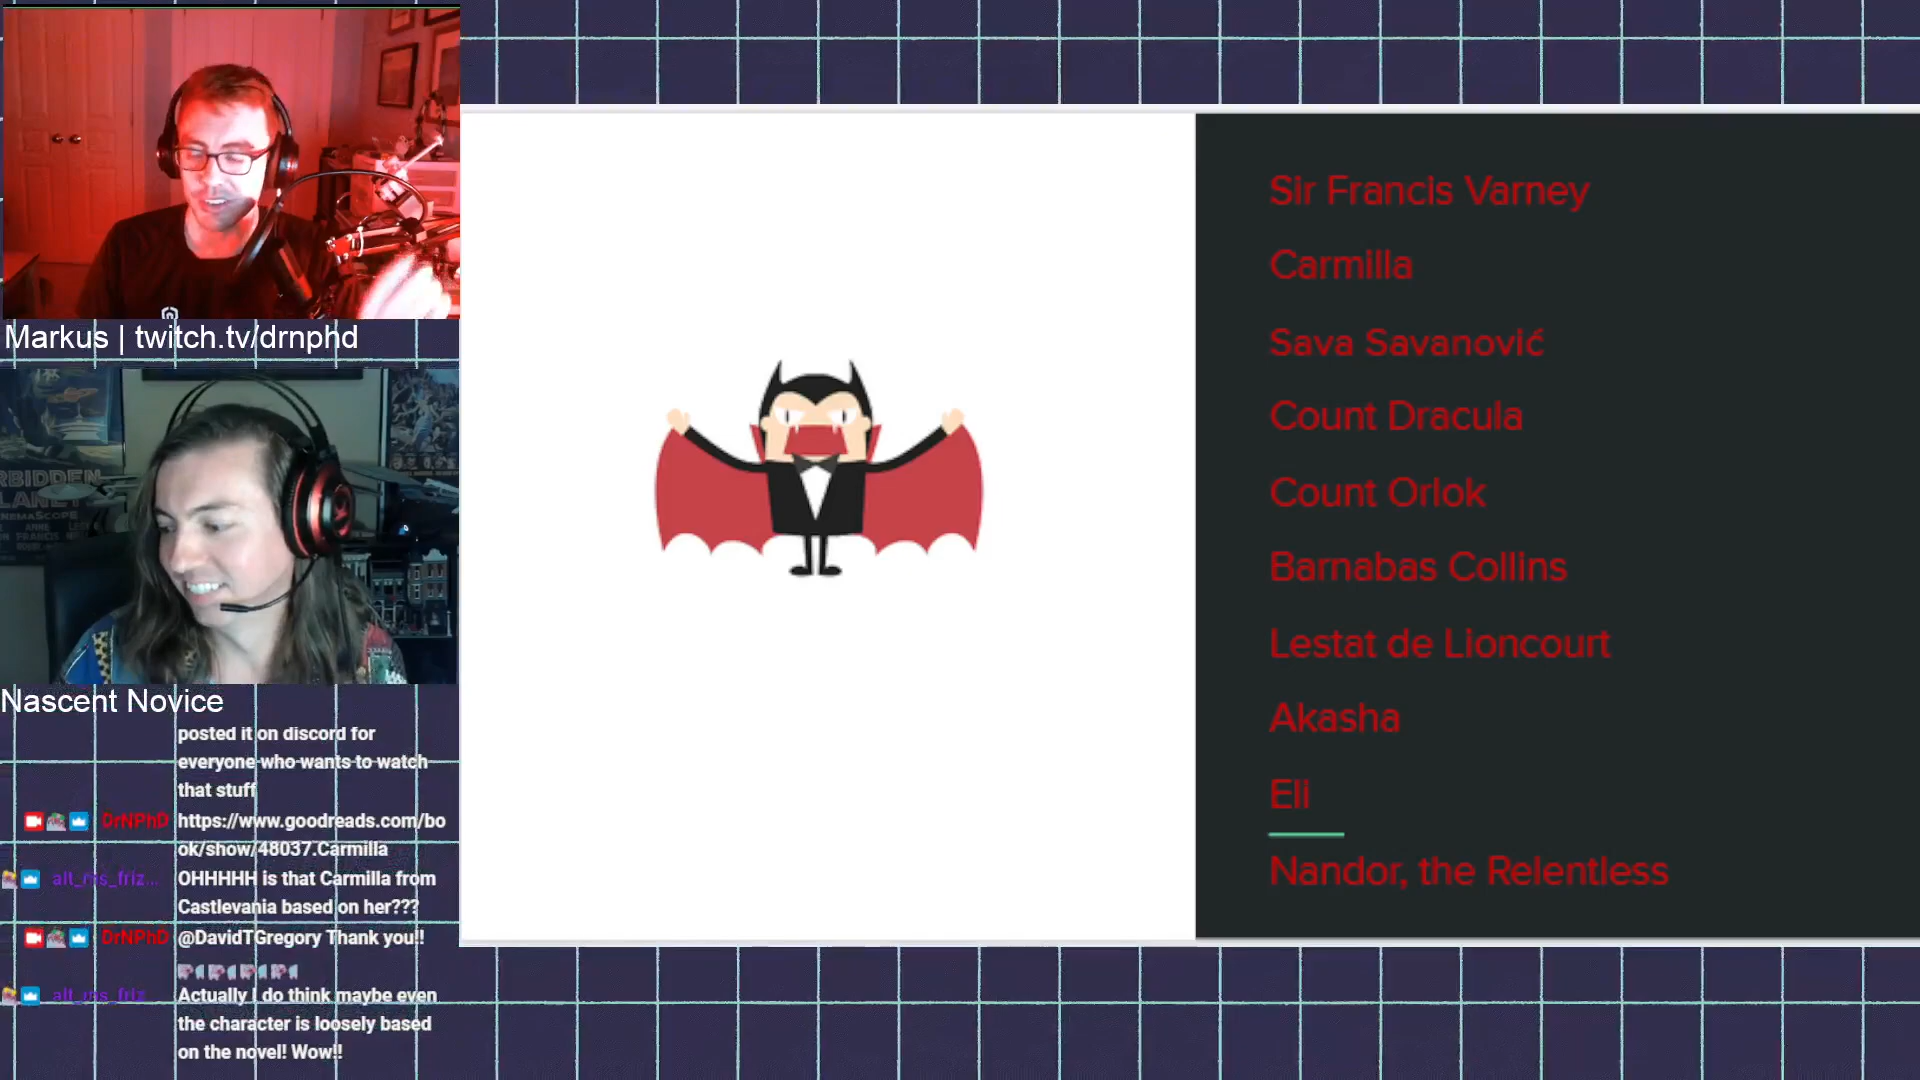 Markus | twitch.tv/drnphd
Nascent Novice
posted it on discord for
everyone who wants to watch
that stuff
DrNPhD https://www.goodreads.com/bo
ok/show/48037.Carmilla
OHHHHH is that Carmilla from
Castlevania based on her???
DrNPhD @DavidTGregory Thank you!!
Actually I do think maybe even
the character is loosely based
on the novel! Wow!!
Sir Francis Varney
Carmilla
Sava Savanović
Count Dracula
Count Orlok
Barnabas Collins
Lestat de Lioncourt
Akasha
Eli
Nandor, the Relentless